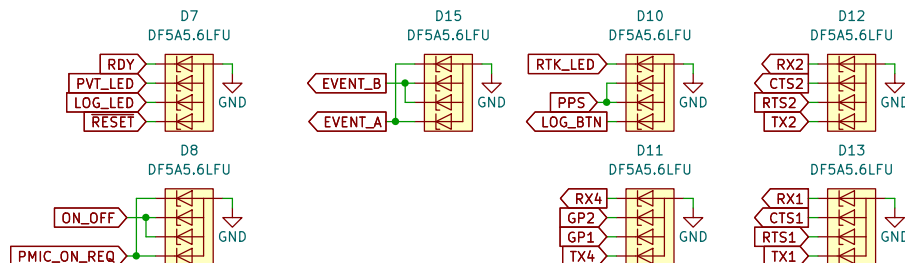 D7
DF5A5.6LFU
RDY
PVT_LED
LOG_LED
RESET
GND
D15
DF5A5.6LFU
EVENT_B
EVENT_A
GND
D10
DF5A5.6LFU
RTK_LED
PPS
LOG_BTN
GND
D12
DF5A5.6LFU
RX2
CTS2
RTS2
TX2
GND
D8
DF5A5.6LFU
ON_OFF
PMIC_ON_REQ
GND
D11
DF5A5.6LFU
RX4
GP2
GP1
TX4
GND
D13
DF5A5.6LFU
RX1
CTS1
RTS1
TX1
GND